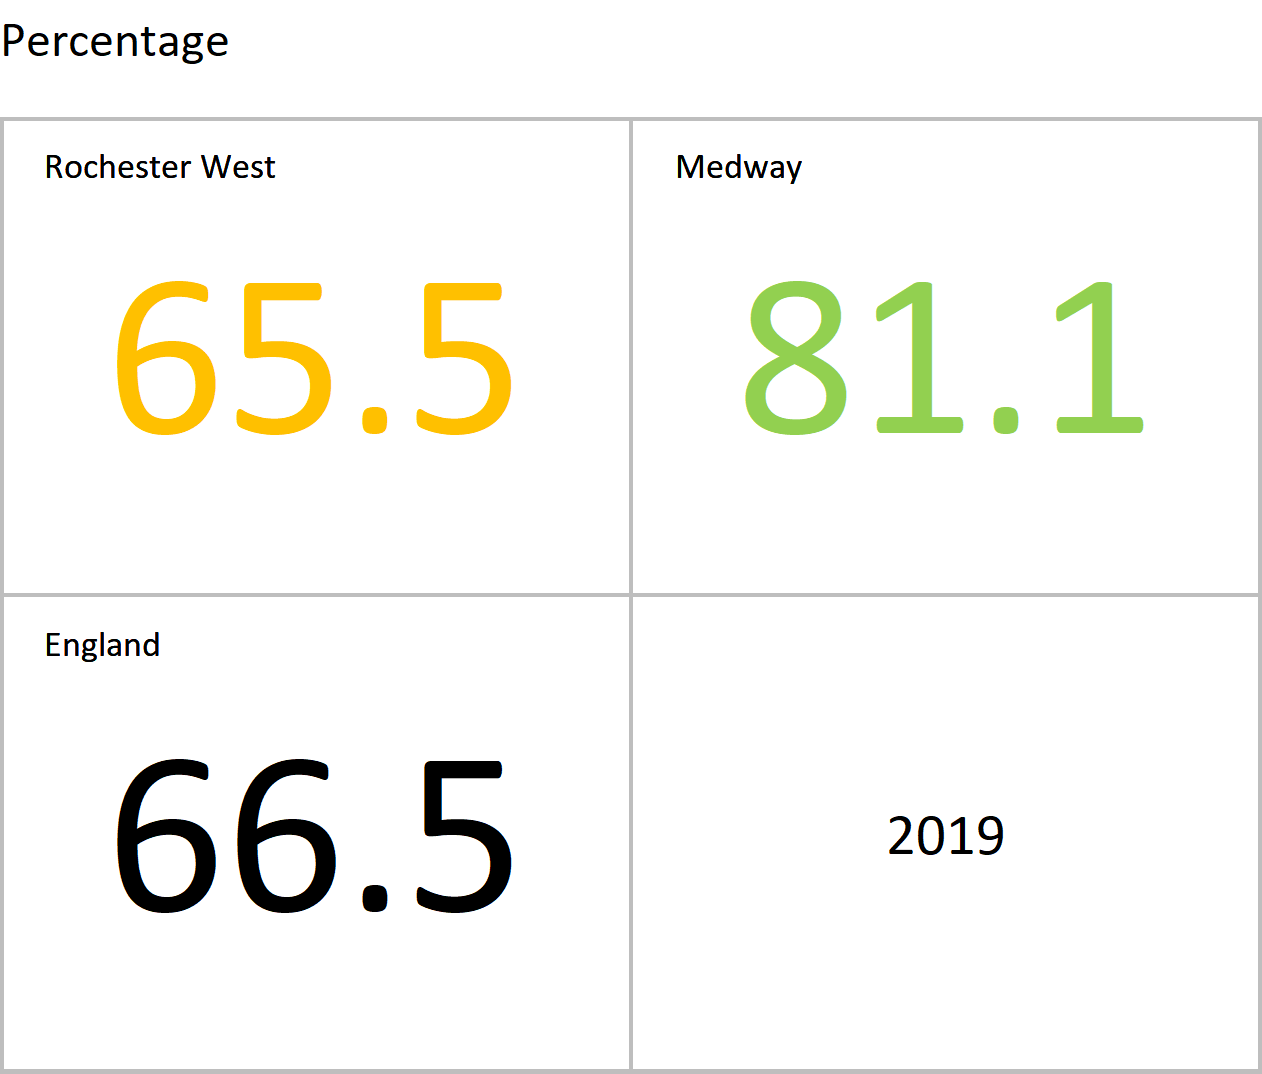 Percentage
Rochester West
65.5
Medway
81.1
England
66.5
2019